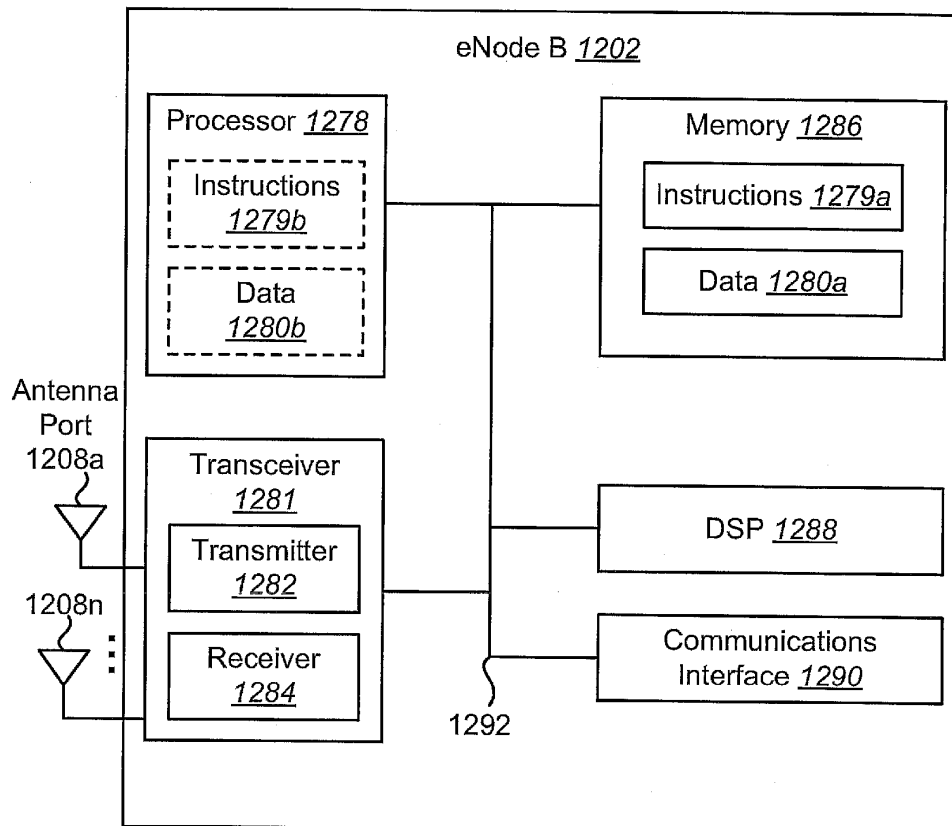 eNode B 1202
Processor 1278
Instructions
1279b
Data
1280b
Memory 1286
Instructions 1279a
Data 1280a
Antenna
Port
1208a
1208n
Transceiver
1281
Transmitter
1282
Receiver
1284
DSP 1288
Communications
Interface 1290
1292